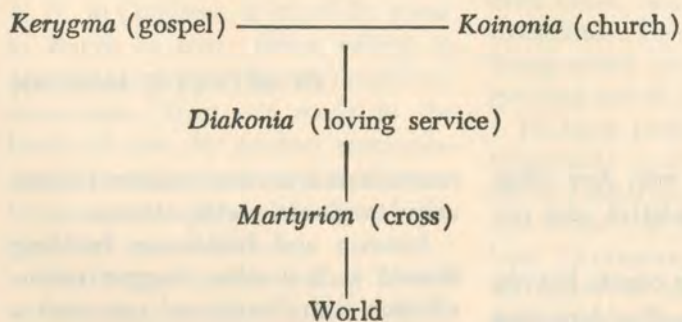 Kerygma (gospel) Koinonia (church)
Diakonia (loving service)
Martyrion (cross)
World